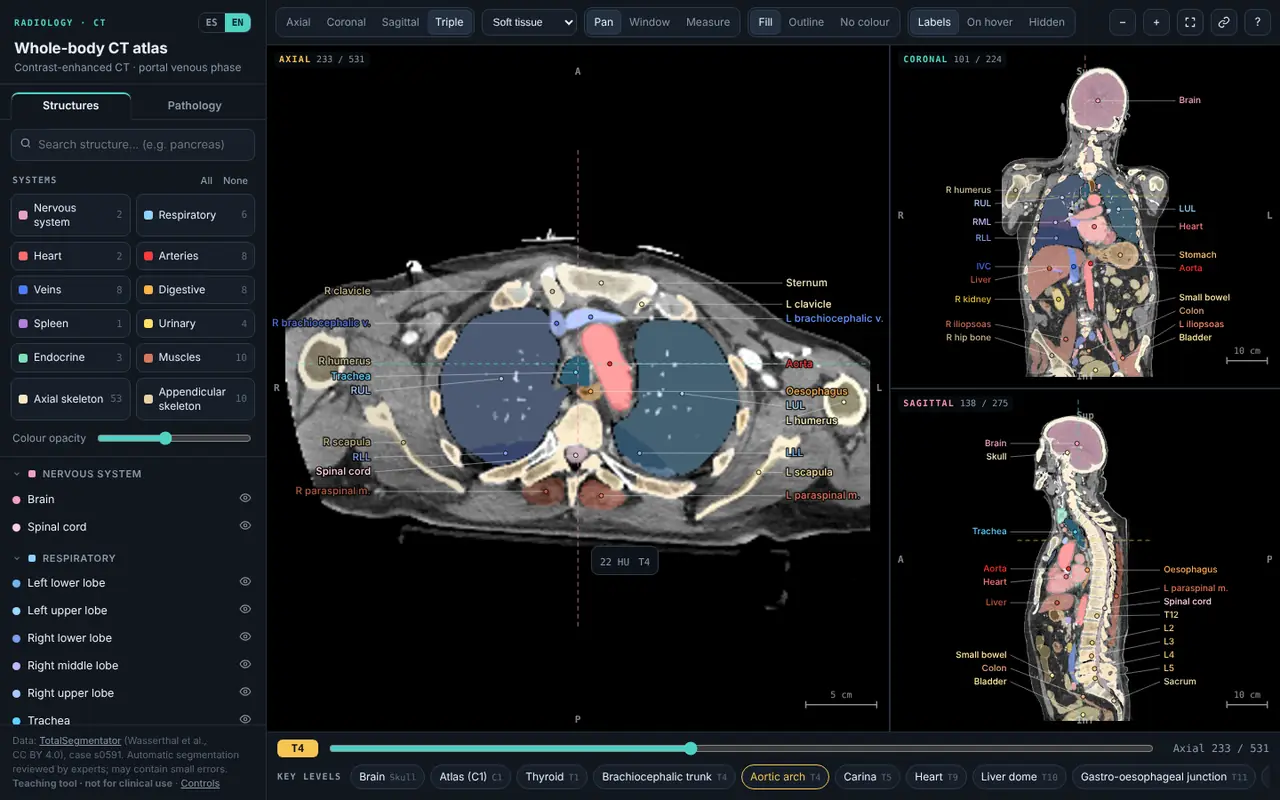 RADIOLOGY · CT
ES EN
Whole-body CT atlas
Contrast-enhanced CT · portal venous phase
Structures Pathology
Search structure... (e.g. pancreas)
SYSTEMS All None
Nervous system 2
Respiratory 6
Heart 2
Arteries 8
Veins 8
Digestive 8
Spleen 1
Urinary 4
Endocrine 3
Muscles 10
Axial skeleton 53
Appendicular skeleton 10
Colour opacity
NERVOUS SYSTEM
Brain
Spinal cord
RESPIRATORY
Left lower lobe
Left upper lobe
Right lower lobe
Right middle lobe
Right upper lobe
Trachea
Data: TotalSegmentator (Wasserthal et al.,
CC BY 4.0), case s0591. Automatic segmentation
reviewed by experts; may contain small errors.
Teaching tool · not for clinical use · Controls
Axial Coronal Sagittal Triple
Soft tissue
Pan Window Measure
Fill Outline No colour
Labels On hover Hidden
− + ?
AXIAL 233 / 531
A
R
L
P
R clavicle
R brachiocephalic v.
R humerus
Trachea
RUL
R scapula
RLL
Spinal cord
R paraspinal m.
Sternum
L clavicle
L brachiocephalic v.
Aorta
Oesophagus
LUL
L humerus
LLL
L scapula
L paraspinal m.
22 HU T4
5 cm
CORONAL 101 / 224
Sup
R
L
Inf
Brain
R humerus
RUL
RML
RLL
IVC
Liver
R kidney
R iliopsoas
R hip bone
LUL
Heart
Stomach
Aorta
Small bowel
Colon
L iliopsoas
Bladder
10 cm
SAGITTAL 138 / 275
Sup
A
P
Inf
Brain
Skull
Trachea
Aorta
Heart
Liver
Small bowel
Colon
Bladder
Oesophagus
L paraspinal m.
Spinal cord
T12
L2
L3
L4
L5
Sacrum
10 cm
T4
Axial 233 / 531
KEY LEVELS
Brain Skull
Atlas (C1) C1
Thyroid T1
Brachiocephalic trunk T4
Aortic arch T4
Carina T5
Heart T9
Liver dome T10
Gastro-oesophageal junction T11